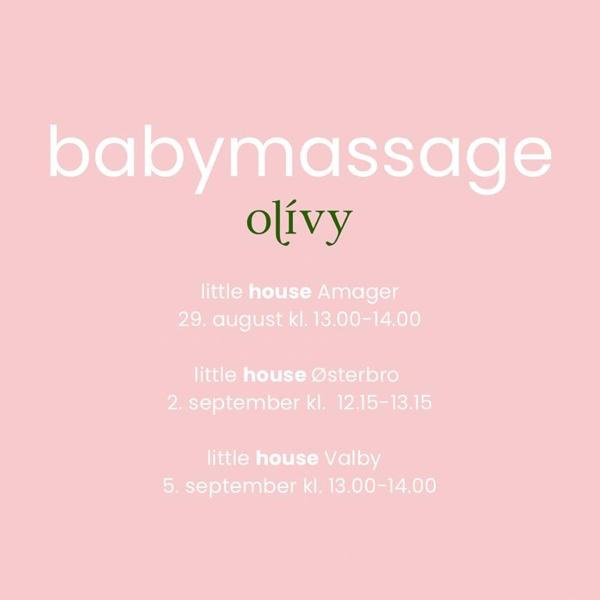 babymassage
olívy
little house Amager
29. august kl. 13.00-14.00
little house Østerbro
2. september kl. 12.15-13.15
little house Valby
5. september kl. 13.00-14.00